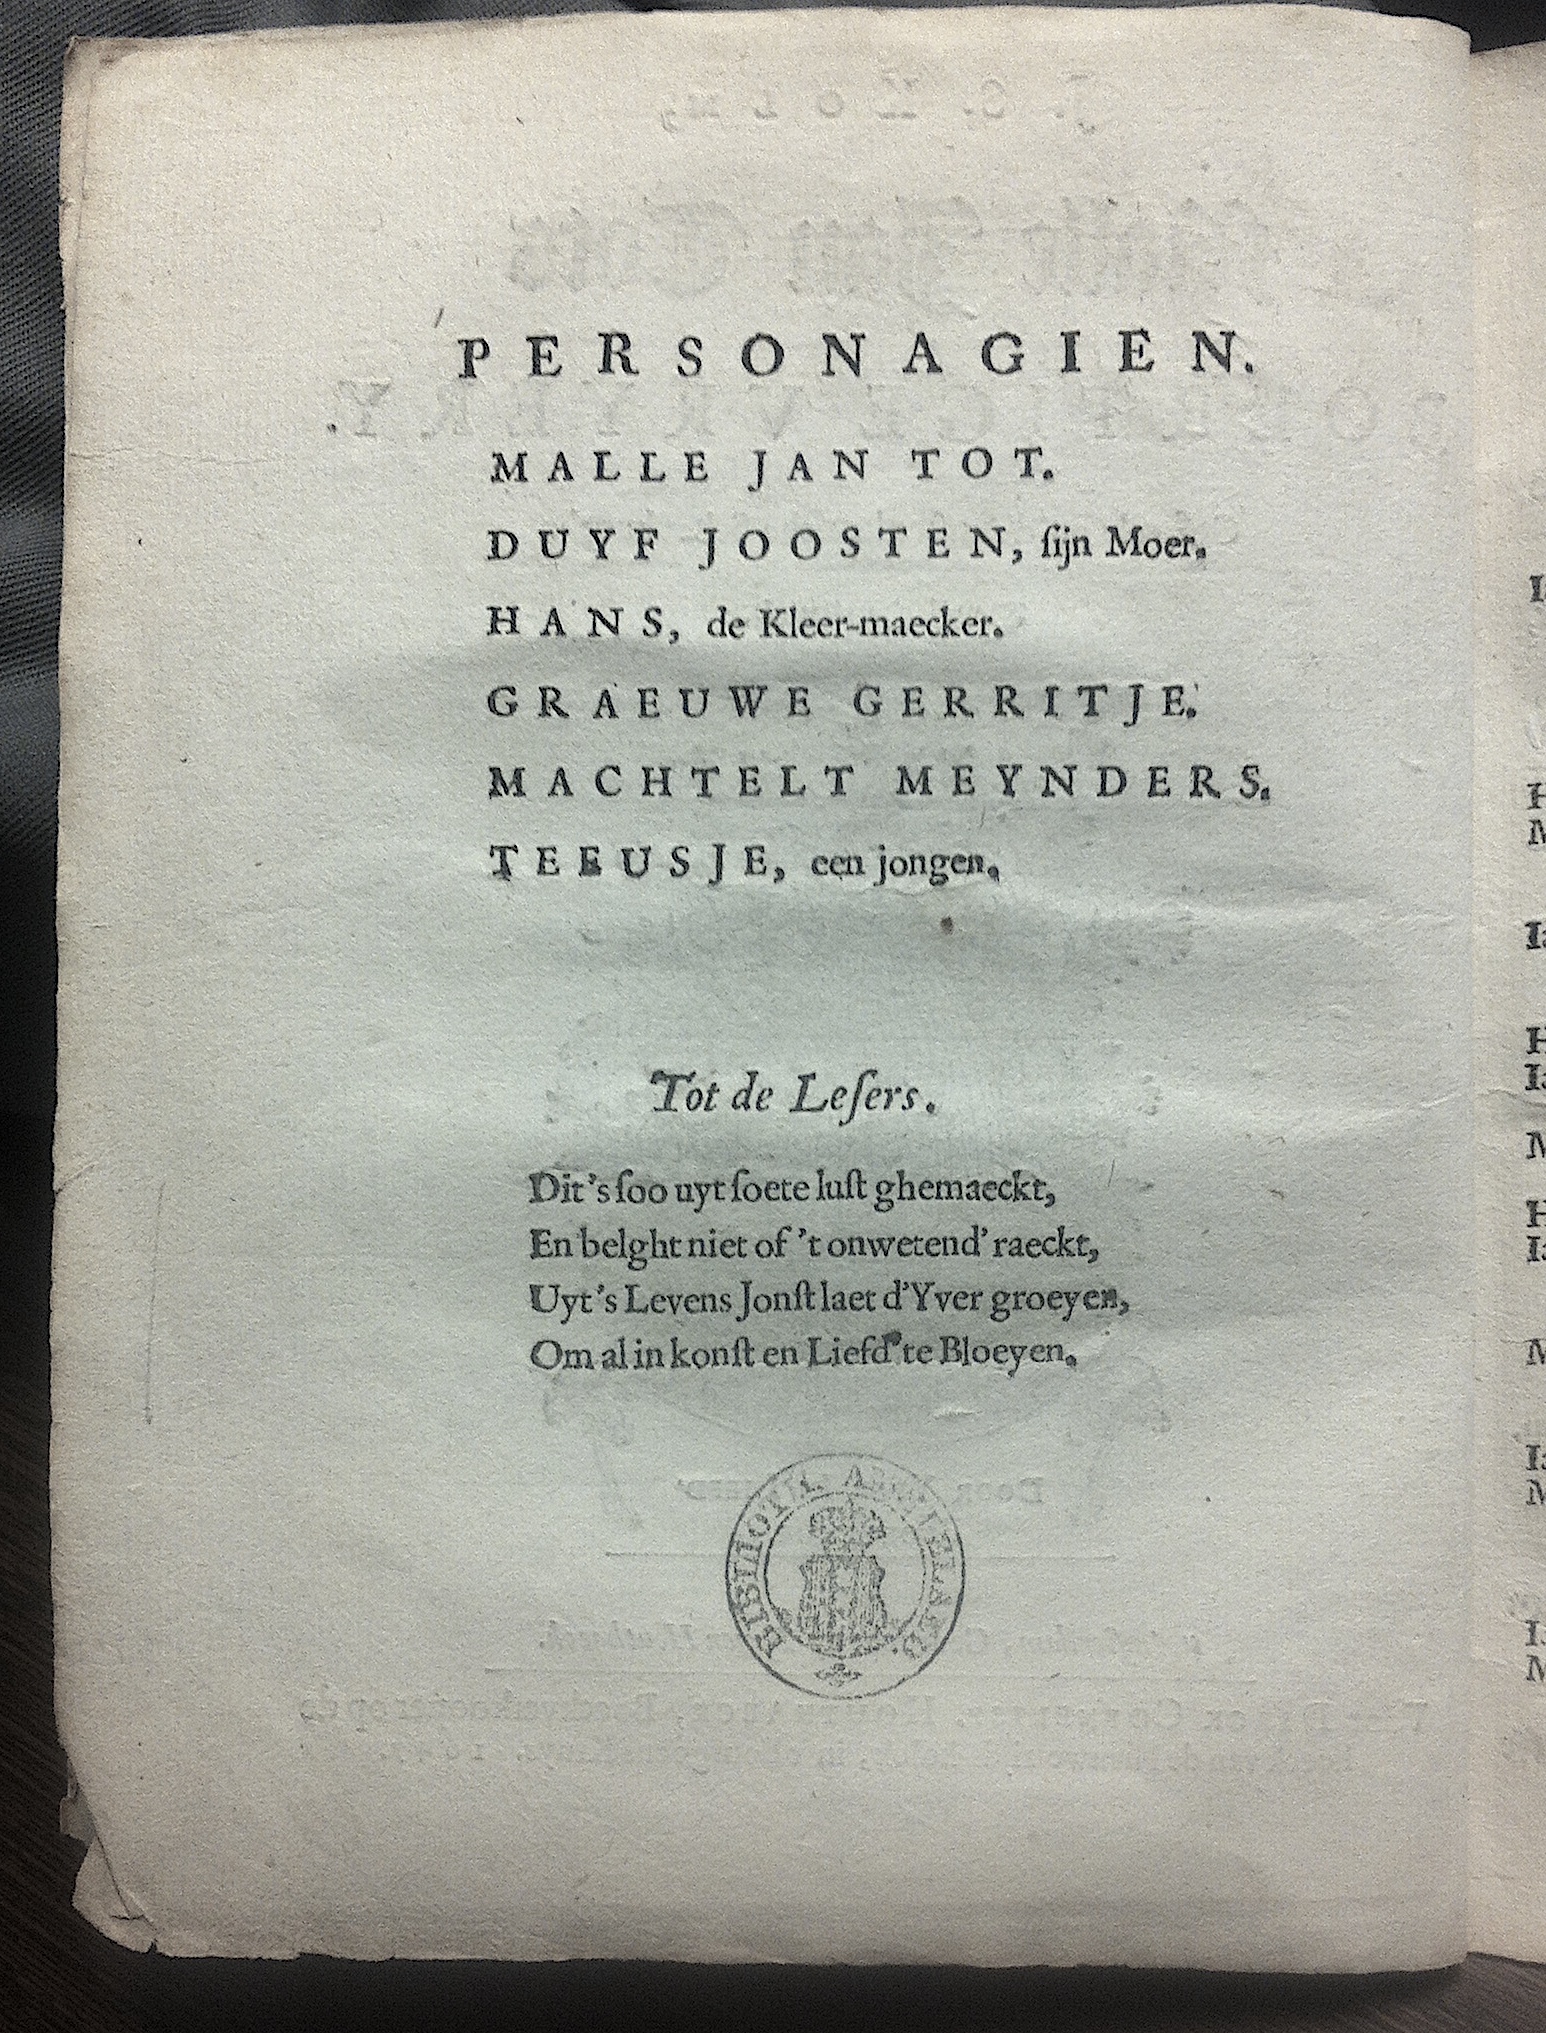 PERSONAGIEN.
MALLE JAN TOT.
DUYF JOOSTEN, ſijn Moer.
HANS, de Kleer-maecker.
GRAEUWE GERRITJE.
MACHTELT MEYNDERS.
TEEUSJE, een jongen.
Tot de Leſers.
Dit's ſoo uyt ſoete luſt ghemaeckt,
En belght niet of 't onwetend' raeckt,
Uyt's Levens Jonſt laet d'Yver groeyen,
Om al in konſt en Liefd' te Bloeyen.